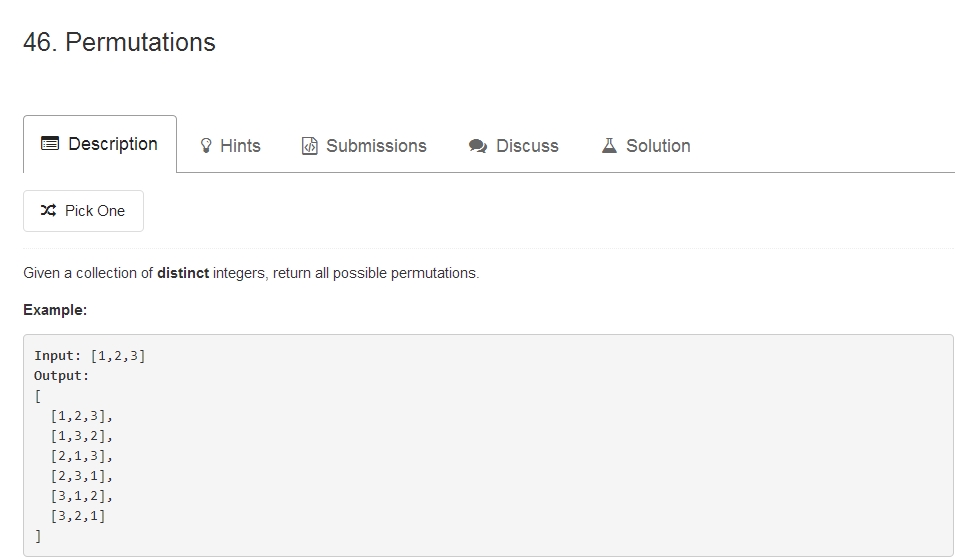 46. Permutations
Description Hints Submissions Discuss Solution
Pick One
Given a collection of distinct integers, return all possible permutations.
Example:
Input: [1,2,3]
Output:
[
  [1,2,3],
  [1,3,2],
  [2,1,3],
  [2,3,1],
  [3,1,2],
  [3,2,1]
]